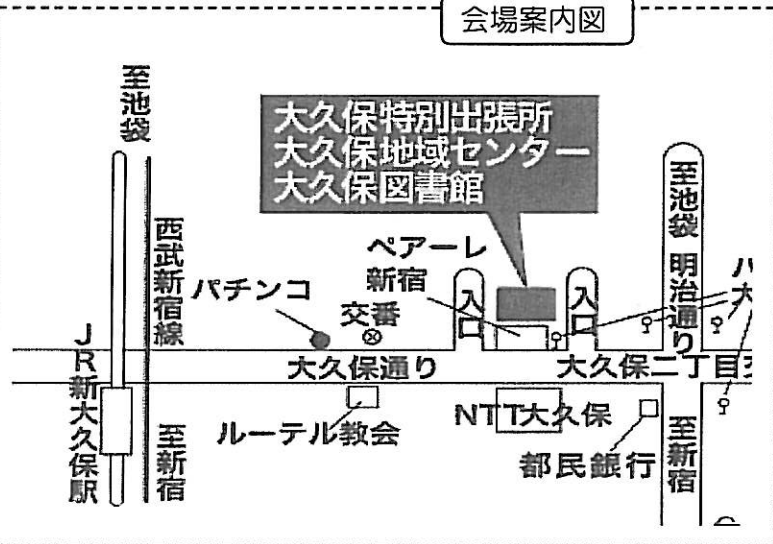 会場案内図
至池袋
大久保特別出張所
大久保地域センター
大久保図書館
至池袋
明治通り
西武新宿線
ペアーレ
新宿
パチンコ
交番
入口
入口
大久保通り
大久保二丁目
JR新大久保駅
ルーテル教会
NTT大久保
都民銀行
至新宿
至新宿